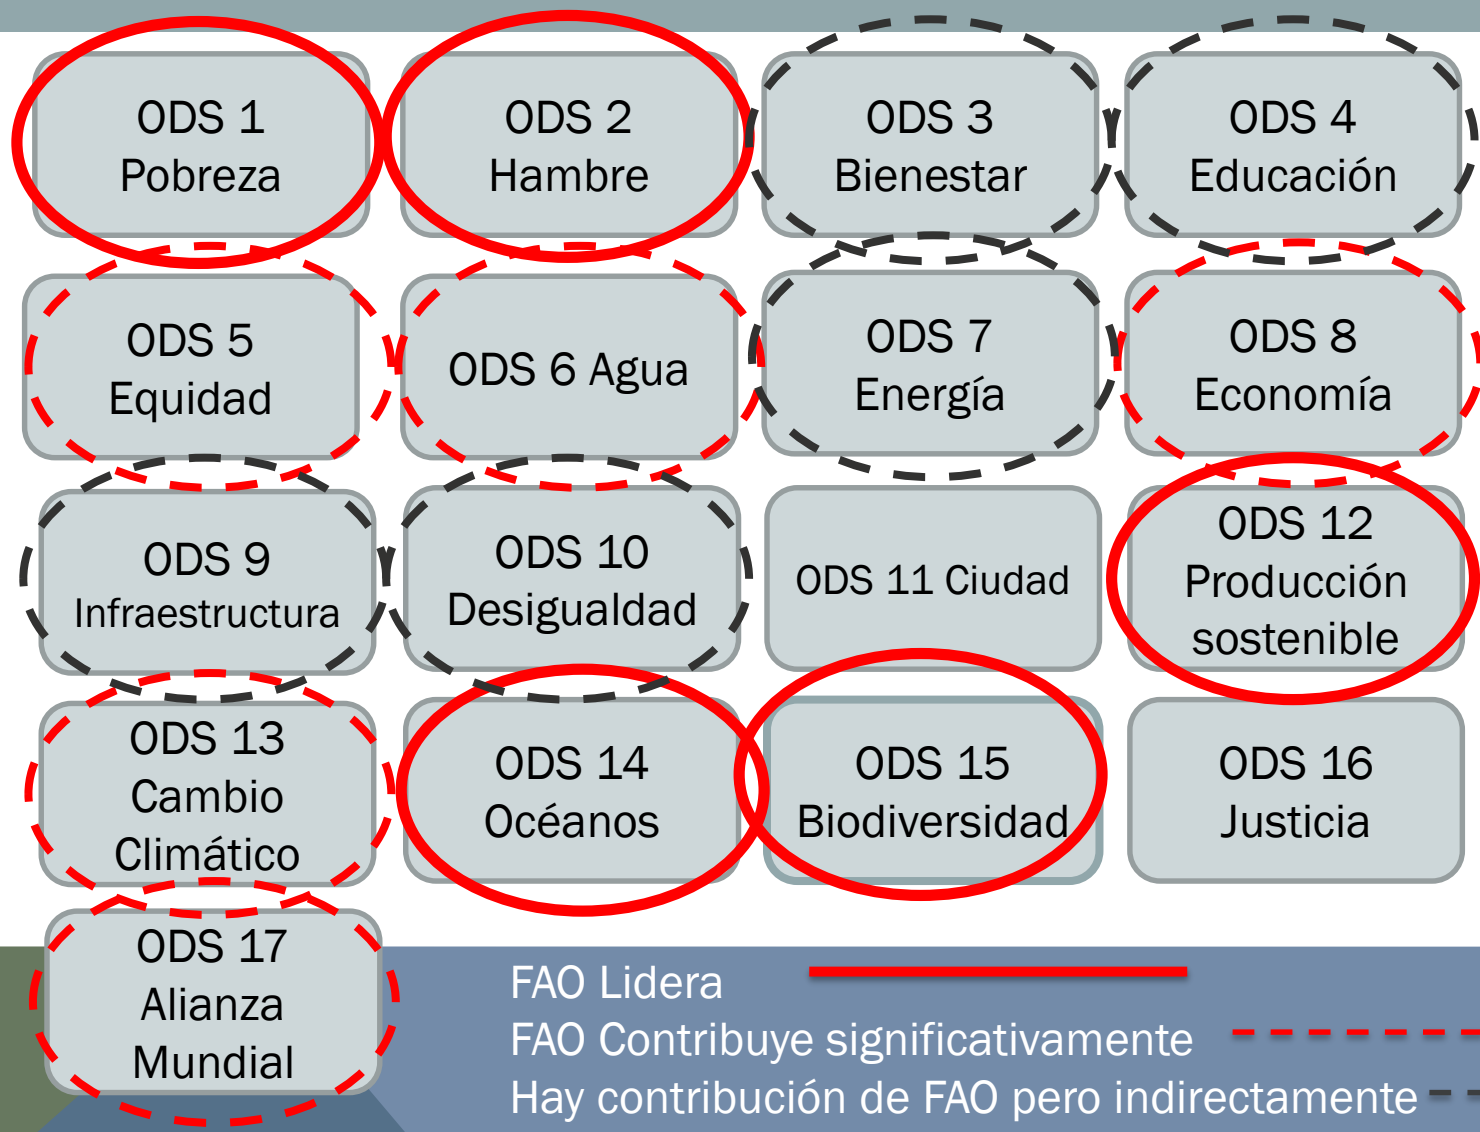 ODS 1
Pobreza
ODS 2
Hambre
ODS 3
Bienestar
ODS 4
Educación
ODS 5
Equidad
ODS 6 Agua
ODS 7
Energía
ODS 8
Economía
ODS 9
Infraestructura
ODS 10
Desigualdad
ODS 11 Ciudad
ODS 12
Producción
sostenible
ODS 13
Cambio
Climático
ODS 14
Océanos
ODS 15
Biodiversidad
ODS 16
Justicia
ODS 17
Alianza
Mundial
FAO Lidera
FAO Contribuye significativamente
Hay contribución de FAO pero indirectamente